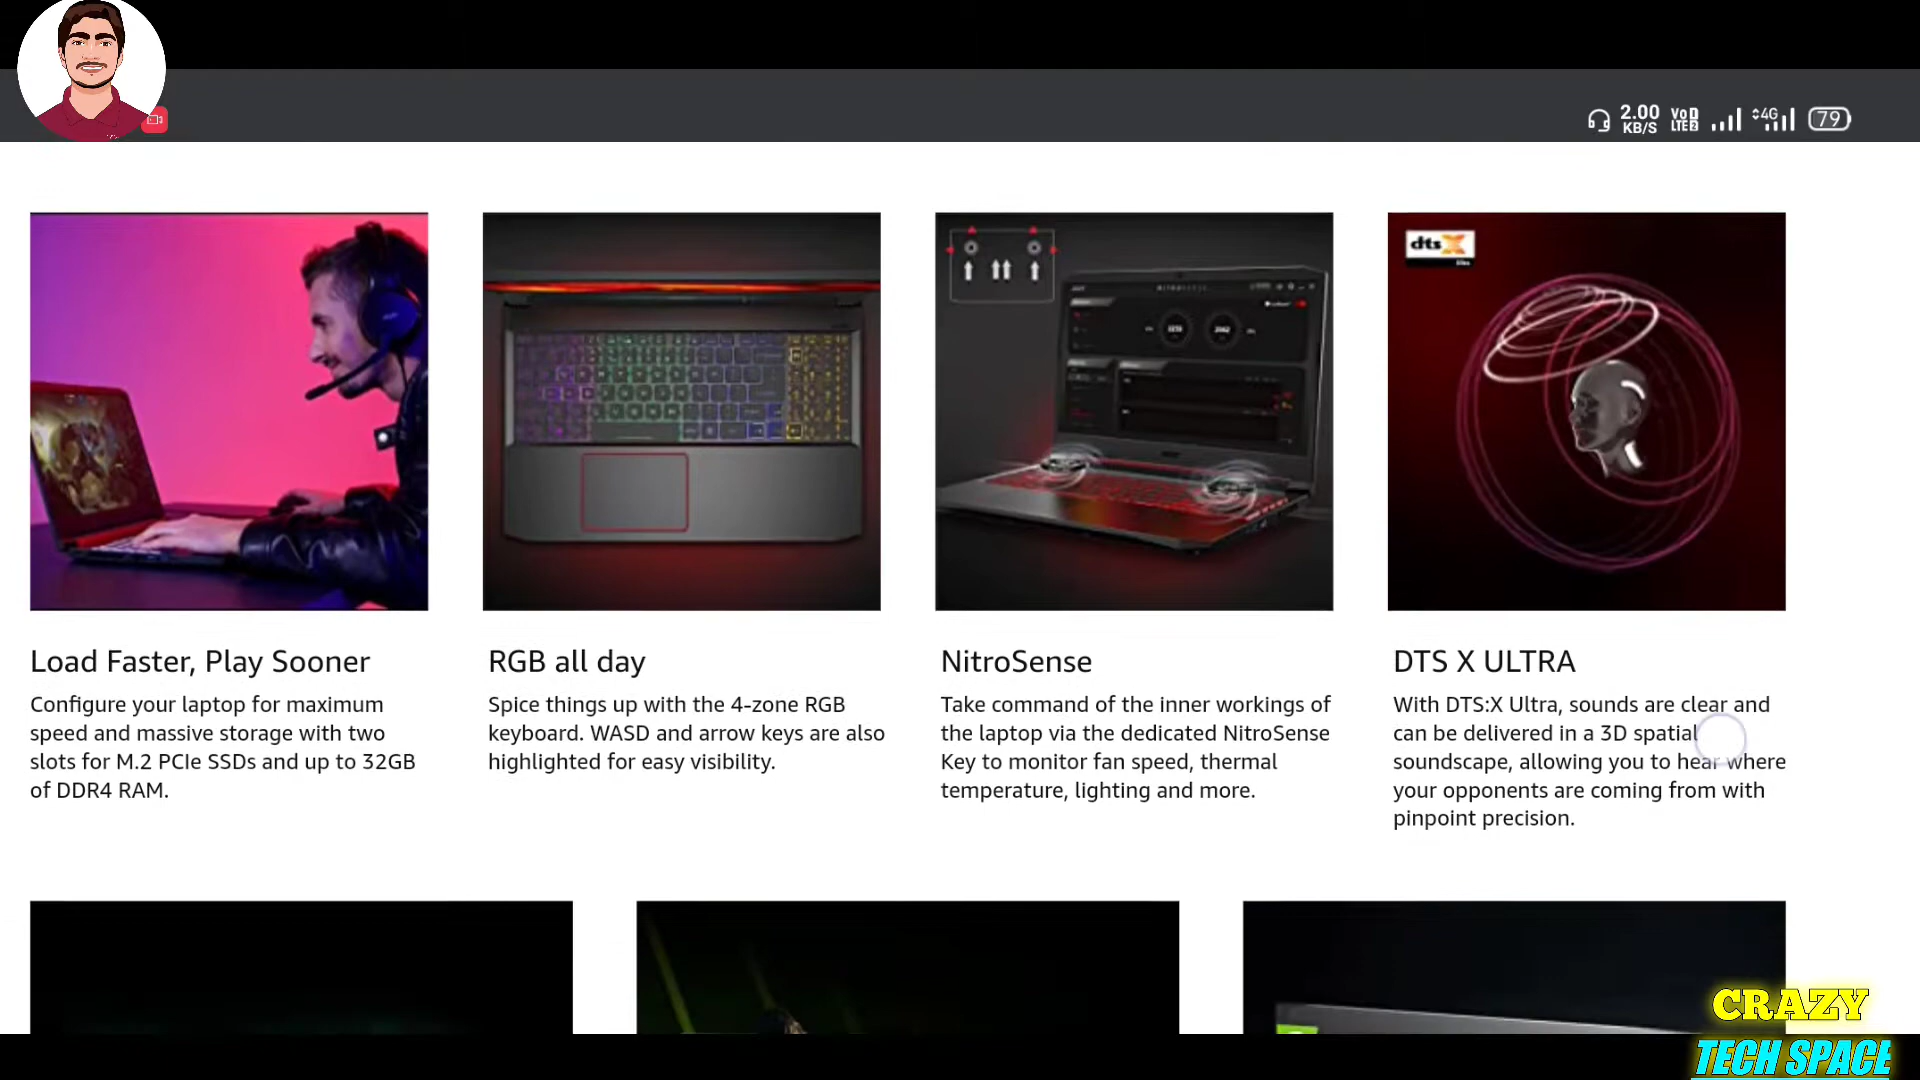 2.00
KB/S
Vo D
LTE 2
4G
79
dts X
Load Faster, Play Sooner
Configure your laptop for maximum
speed and massive storage with two
slots for M.2 PCIe SSDs and up to 32GB
of DDR4 RAM.
RGB all day
Spice things up with the 4-zone RGB
keyboard. WASD and arrow keys are also
highlighted for easy visibility.
NitroSense
Take command of the inner workings of
the laptop via the dedicated NitroSense
Key to monitor fan speed, thermal
temperature, lighting and more.
DTS X ULTRA
With DTS:X Ultra, sounds are clear and
can be delivered in a 3D spatial
soundscape, allowing you to hear where
your opponents are coming from with
pinpoint precision.
CRAZY
TECH SPACE